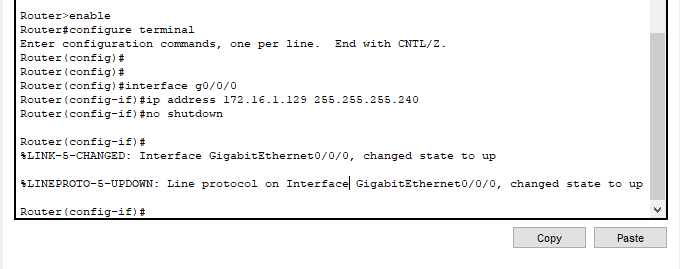 Router>enable
Router#configure terminal
Enter configuration commands, one per line.  End with CNTL/Z.
Router(config)#
Router(config)#
Router(config)#interface g0/0/0
Router(config-if)#ip address 172.16.1.129 255.255.255.240
Router(config-if)#no shutdown
Router(config-if)#
%LINK-5-CHANGED: Interface GigabitEthernet0/0/0, changed state to up
%LINEPROTO-5-UPDOWN: Line protocol on Interface GigabitEthernet0/0/0, changed state to up
Router(config-if)#
Copy
Paste